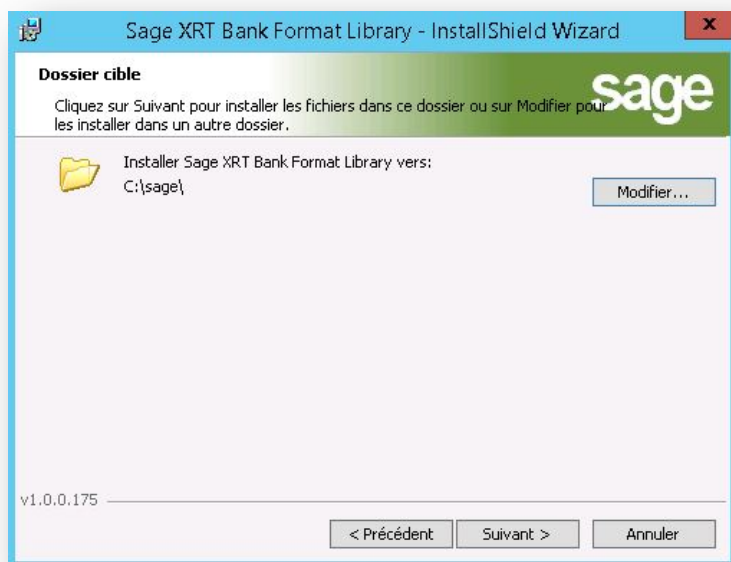 Sage XRT Bank Format Library - InstallShield Wizard
x
Dossier cible
Cliquez sur Suivant pour installer les fichiers dans ce dossier ou sur Modifier pour
les installer dans un autre dossier.
sage
Installer Sage XRT Bank Format Library vers:
C:\sage\
Modifier...
v1.0.0.175
< Précédent
Suivant >
Annuler